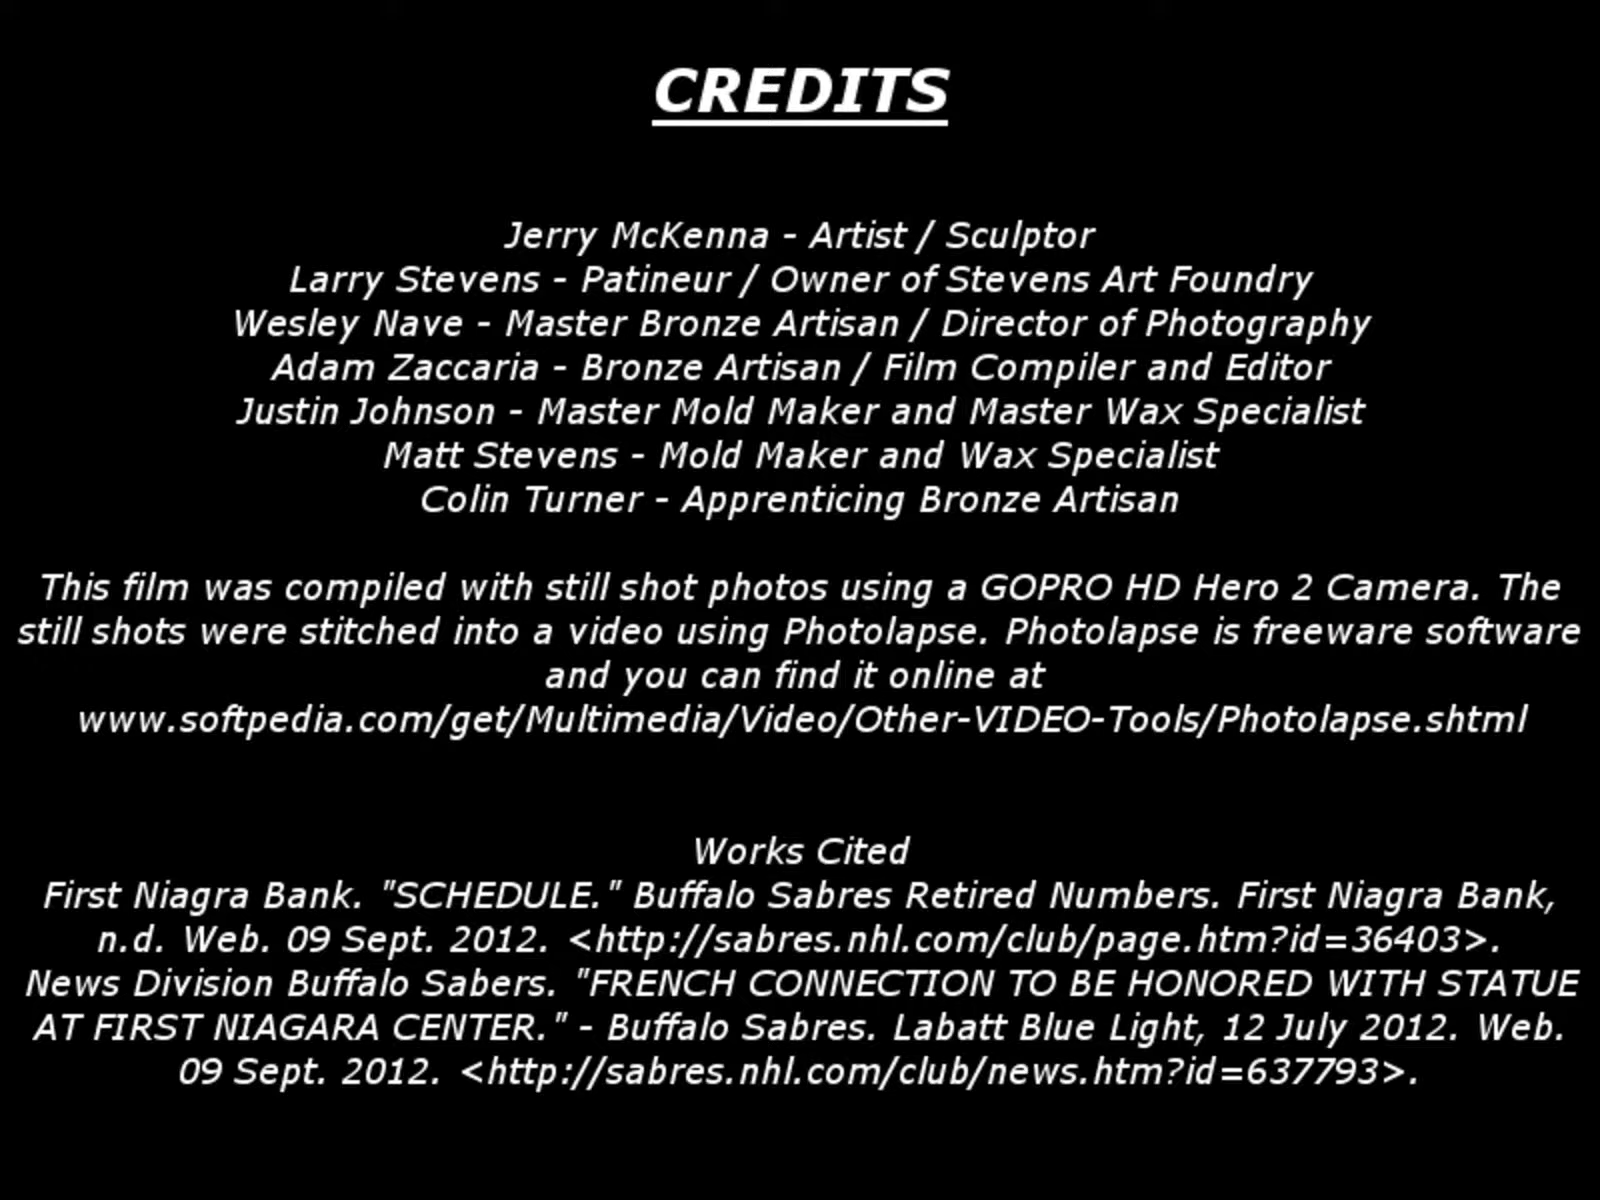 CREDITS
Jerry McKenna - Artist / Sculptor
Larry Stevens - Patineur / Owner of Stevens Art Foundry
Wesley Nave - Master Bronze Artisan / Director of Photography
Adam Zaccaria - Bronze Artisan / Film Compiler and Editor
Justin Johnson - Master Mold Maker and Master Wax Specialist
Matt Stevens - Mold Maker and Wax Specialist
Colin Turner - Apprenticing Bronze Artisan
This film was compiled with still shot photos using a GOPRO HD Hero 2 Camera. The
still shots were stitched into a video using Photolapse. Photolapse is freeware software
and you can find it online at
www.softpedia.com/get/Multimedia/Video/Other-VIDEO-Tools/Photolapse.shtml
Works Cited
First Niagra Bank. "SCHEDULE." Buffalo Sabres Retired Numbers. First Niagra Bank,
n.d. Web. 09 Sept. 2012. <http://sabres.nhl.com/club/page.htm?id=36403>.
News Division Buffalo Sabers. "FRENCH CONNECTION TO BE HONORED WITH STATUE
AT FIRST NIAGARA CENTER." - Buffalo Sabres. Labatt Blue Light, 12 July 2012. Web.
09 Sept. 2012. <http://sabres.nhl.com/club/news.htm?id=637793>.